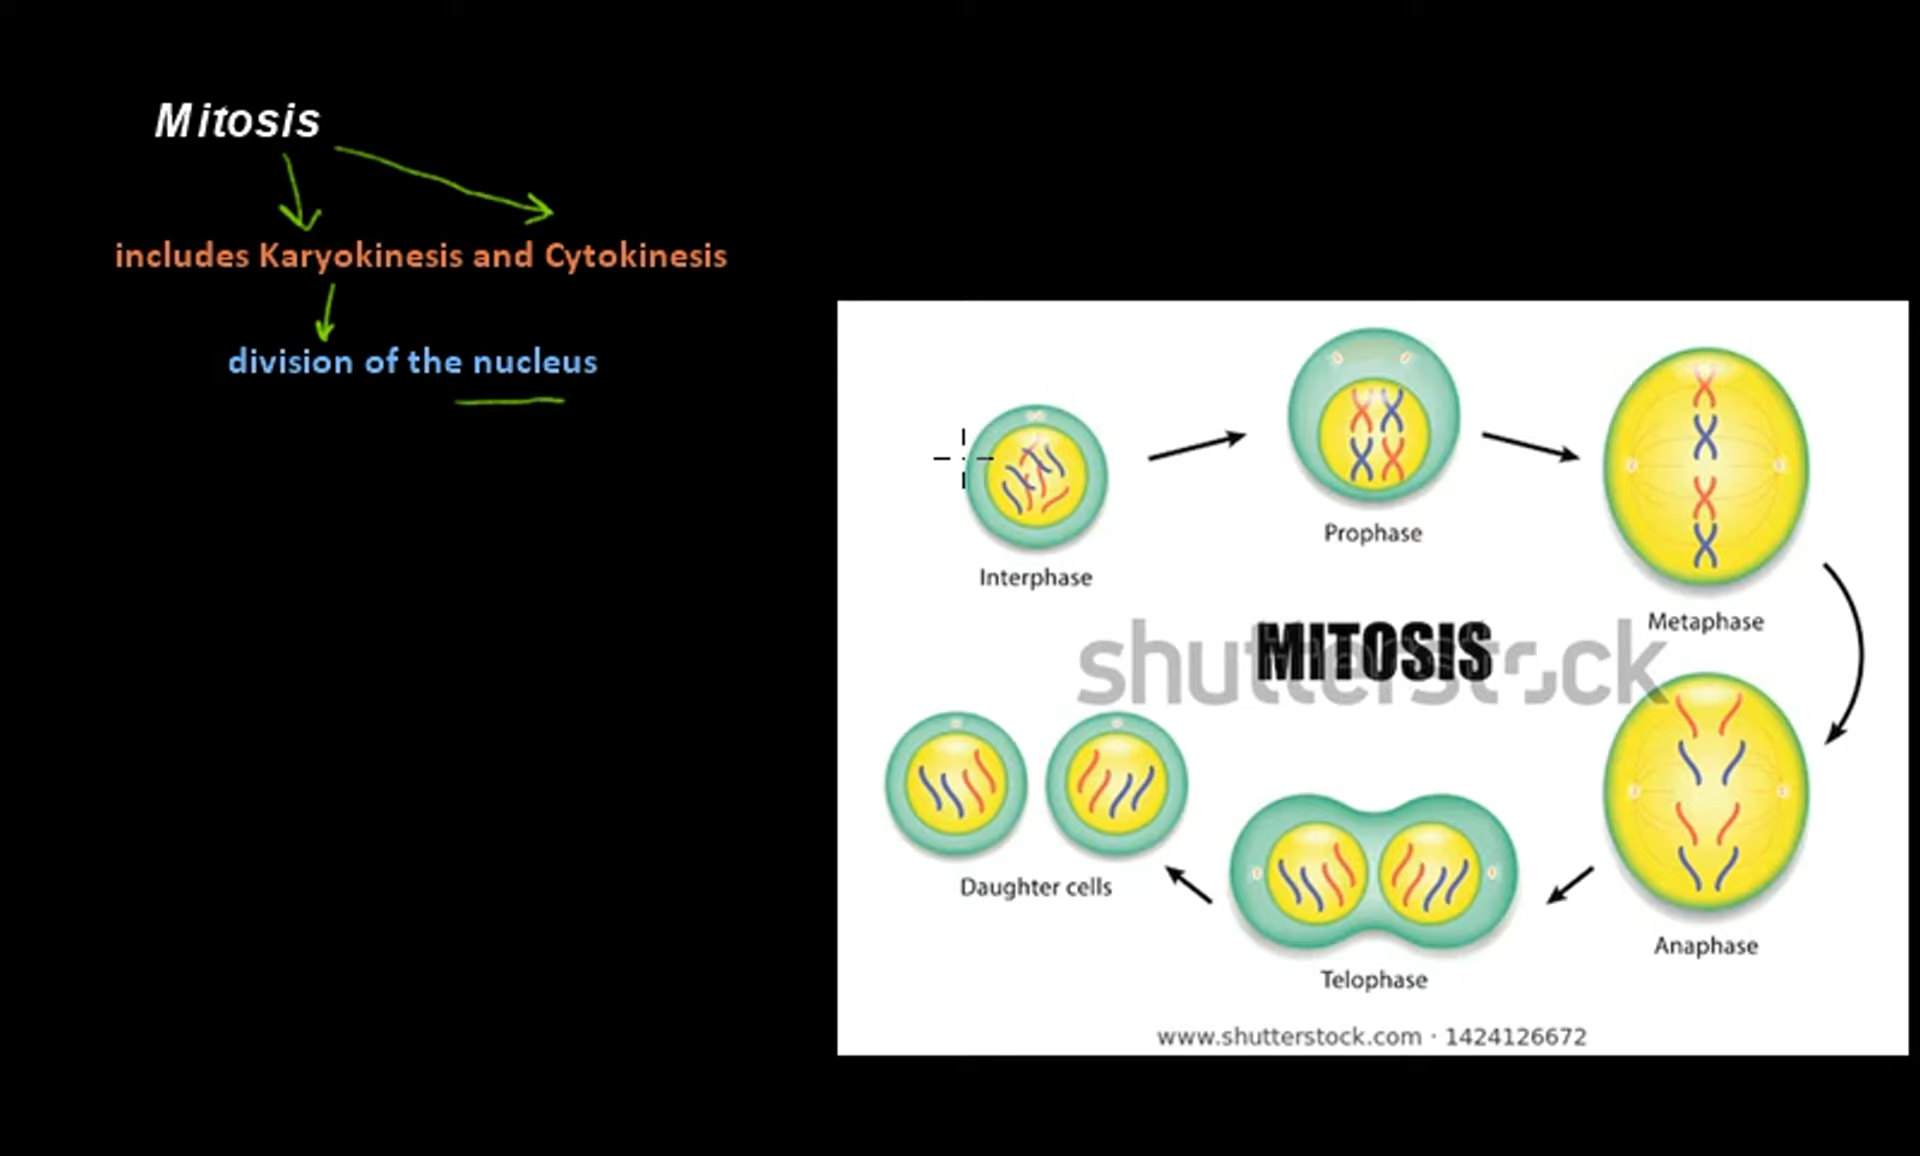 Mitosis
includes Karyokinesis and Cytokinesis
division of the nucleus
Interphase
Prophase
Metaphase
MITOSIS
shutterstock
Daughter cells
Telophase
Anaphase
www.shutterstock.com · 1424126672